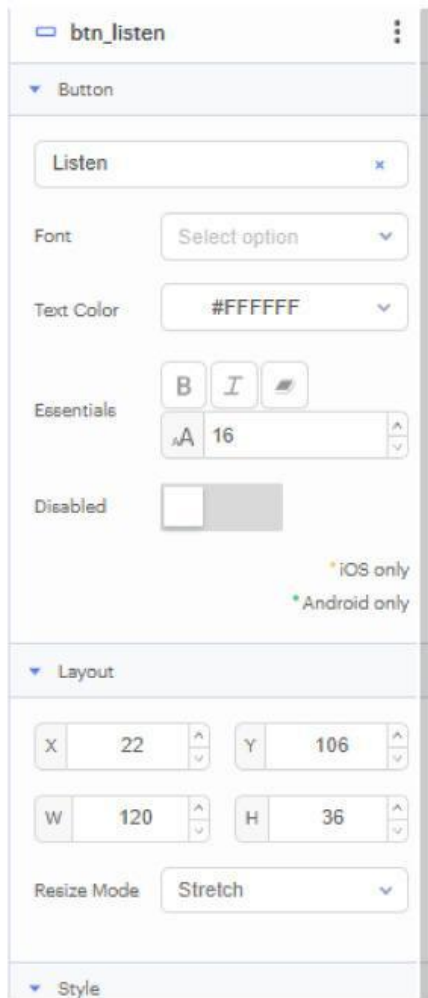 btn_listen
Button
Listen
Font Select option
Text Color #FFFFFF
Essentials B I
AA 16
Disabled
*iOS only
*Android only
Layout
X 22 Y 106
W 120 H 36
Resize Mode Stretch
Style